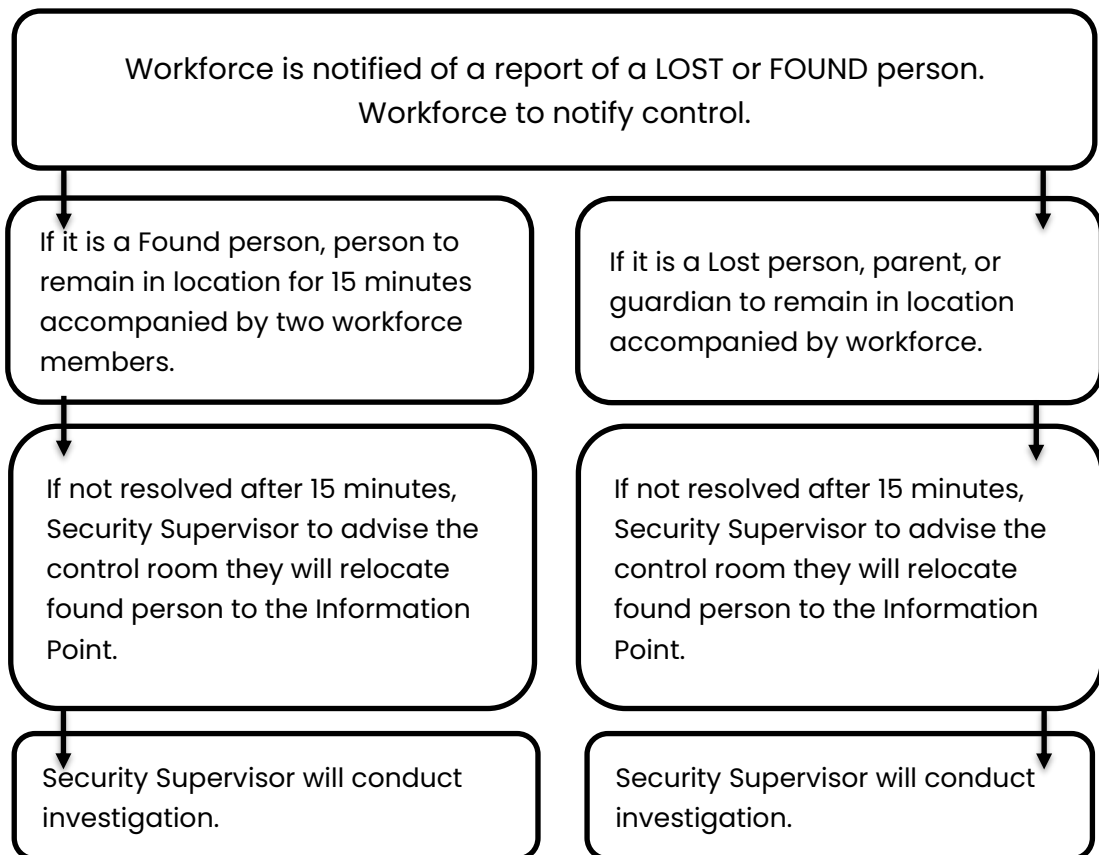 Workforce is notified of a report of a LOST or FOUND person.
Workforce to notify control.
If it is a Found person, person to
remain in location for 15 minutes
accompanied by two workforce
members.
If it is a Lost person, parent, or
guardian to remain in location
accompanied by workforce.
If not resolved after 15 minutes,
Security Supervisor to advise the
control room they will relocate
found person to the Information
Point.
If not resolved after 15 minutes,
Security Supervisor to advise the
control room they will relocate
found person to the Information
Point.
Security Supervisor will conduct
investigation.
Security Supervisor will conduct
investigation.